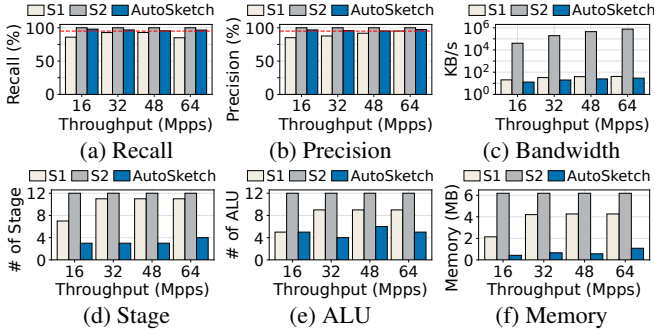 S1 S2 AutoSketch
Recall (%)
100
50
0
16 32 48 64
Throughput (Mpps)
(a) Recall
S1 S2 AutoSketch
Precision (%)
100
50
0
16 32 48 64
Throughput (Mpps)
(b) Precision
S1 S2 AutoSketch
KB/s
10^6
10^4
10^2
10^0
16 32 48 64
Throughput (Mpps)
(c) Bandwidth
S1 S2 AutoSketch
# of Stage
12
8
4
0
16 32 48 64
Throughput (Mpps)
(d) Stage
S1 S2 AutoSketch
# of ALU
12
8
4
0
16 32 48 64
Throughput (Mpps)
(e) ALU
S1 S2 AutoSketch
Memory (MB)
6
4
2
0
16 32 48 64
Throughput (Mpps)
(f) Memory